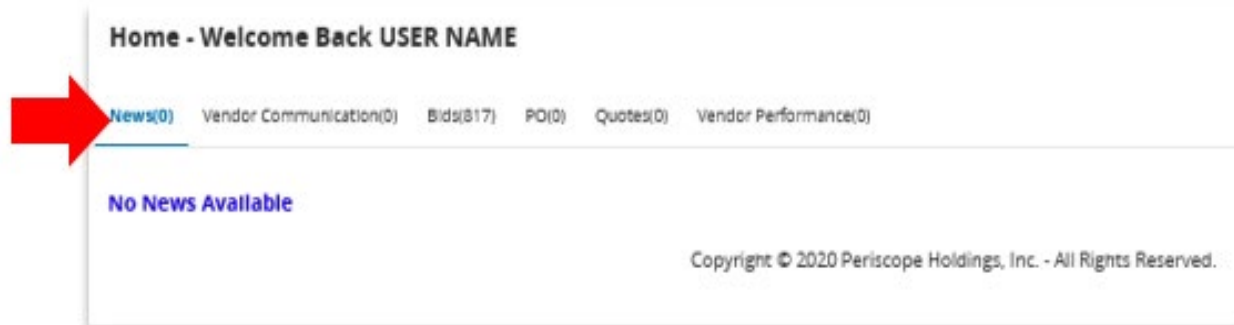 Home - Welcome Back USER NAME
News(0) Vendor Communication(0) Bids(817) PO(0) Quotes(0) Vendor Performance(0)
No News Available
Copyright © 2020 Periscope Holdings, Inc. - All Rights Reserved.